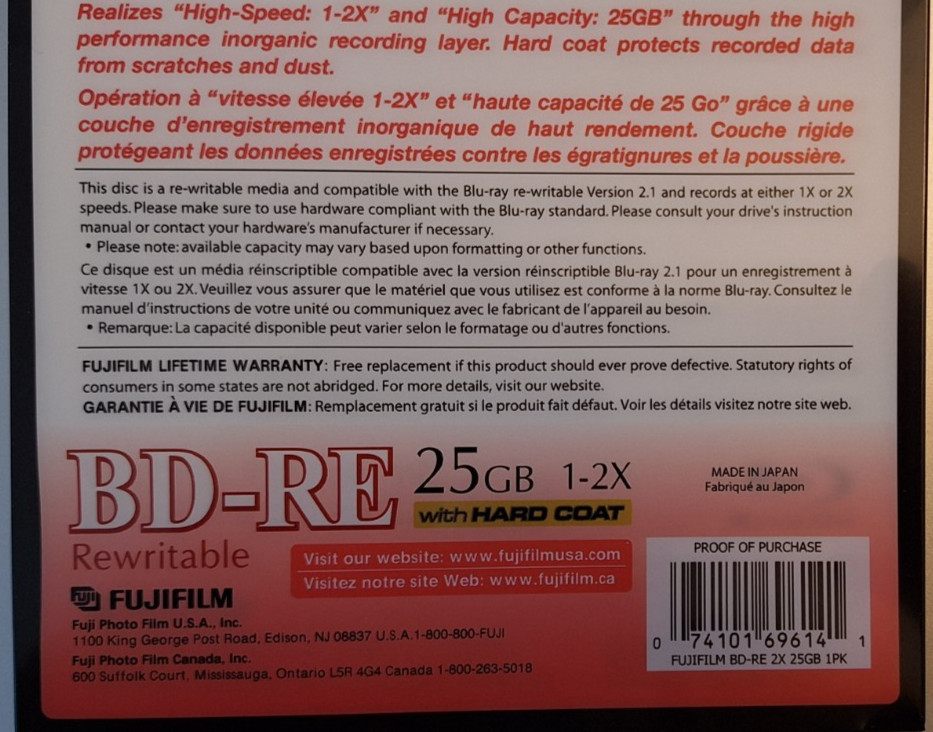 Realizes “High-Speed: 1-2X” and “High Capacity: 25GB” through the high
performance inorganic recording layer. Hard coat protects recorded data
from scratches and dust.
Opération à “vitesse élevée 1-2X” et “haute capacité de 25 Go” grâce à une
couche d’enregistrement inorganique de haut rendement. Couche rigide
protégeant les données enregistrées contre les égratignures et la poussière.
This disc is a re-writable media and compatible with the Blu-ray re-writable Version 2.1 and records at either 1X or 2X
speeds. Please make sure to use hardware compliant with the Blu-ray standard. Please consult your drive's instruction
manual or contact your hardware's manufacturer if necessary.
• Please note: available capacity may vary based upon formatting or other functions.
Ce disque est un média réinscriptible compatible avec la version réinscriptible Blu-ray 2.1 pour un enregistrement à
vitesse 1X ou 2X. Veuillez vous assurer que le matériel que vous utilisez est conforme à la norme Blu-ray. Consultez le
manuel d'instructions de votre unité ou communiquez avec le fabricant de l'appareil au besoin.
• Remarque: La capacité disponible peut varier selon le formatage ou d'autres fonctions.
FUJIFILM LIFETIME WARRANTY: Free replacement if this product should ever prove defective. Statutory rights of
consumers in some states are not abridged. For more details, visit our website.
GARANTIE À VIE DE FUJIFILM: Remplacement gratuit si le produit fait défaut. Voir les détails visitez notre site web.
BD-RE 25GB 1-2X
with HARD COAT
Rewritable
MADE IN JAPAN
Fabriqué au Japon
Visit our website: www.fujifilmusa.com
Visitez notre site Web: www.fujifilm.ca
Fuji FUJIFILM
Fuji Photo Film U.S.A., Inc.
1100 King George Post Road, Edison, NJ 08837 U.S.A.1-800-800-FUJI
Fuji Photo Film Canada, Inc.
600 Suffolk Court, Mississauga, Ontario L5R 4G4 Canada 1-800-263-5018
PROOF OF PURCHASE
0 74101 69614 1
FUJIFILM BD-RE 2X 25GB 1PK